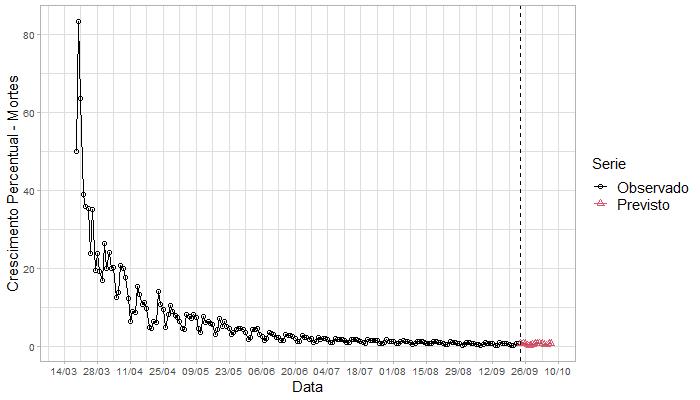 Crescimento Percentual - Mortes
80
60
40
20
0
14/03 28/03 11/04 25/04 09/05 23/05 06/06 20/06 04/07 18/07 01/08 15/08 29/08 12/09 26/09 10/10
Data
Serie
Observado
Previsto